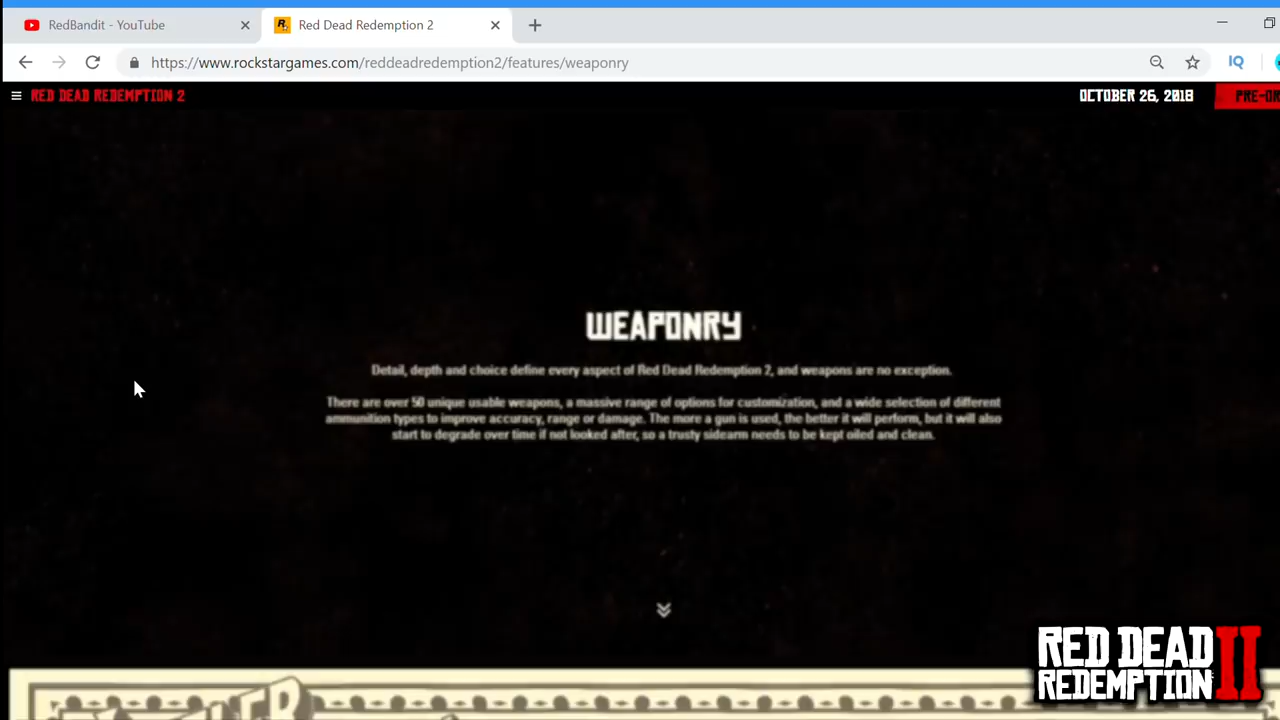 RedBandit - YouTube
Red Dead Redemption 2
https://www.rockstargames.com/reddeadredemption2/features/weaponry
IQ
RED DEAD REDEMPTION 2
OCTOBER 26, 2018
WEAPONRY
Detail, depth and choice define every aspect of Red Dead Redemption 2, and weapons are no exception.
There are over 50 unique usable weapons, a massive range of options for customization, and a wide selection of different
ammunition types to improve accuracy, range or damage. The more a gun is used, the better it will perform, but it will also
start to degrade over time if not looked after, so a trusty sidearm needs to be kept oiled and clean.
RED DEAD
REDEMPTION II